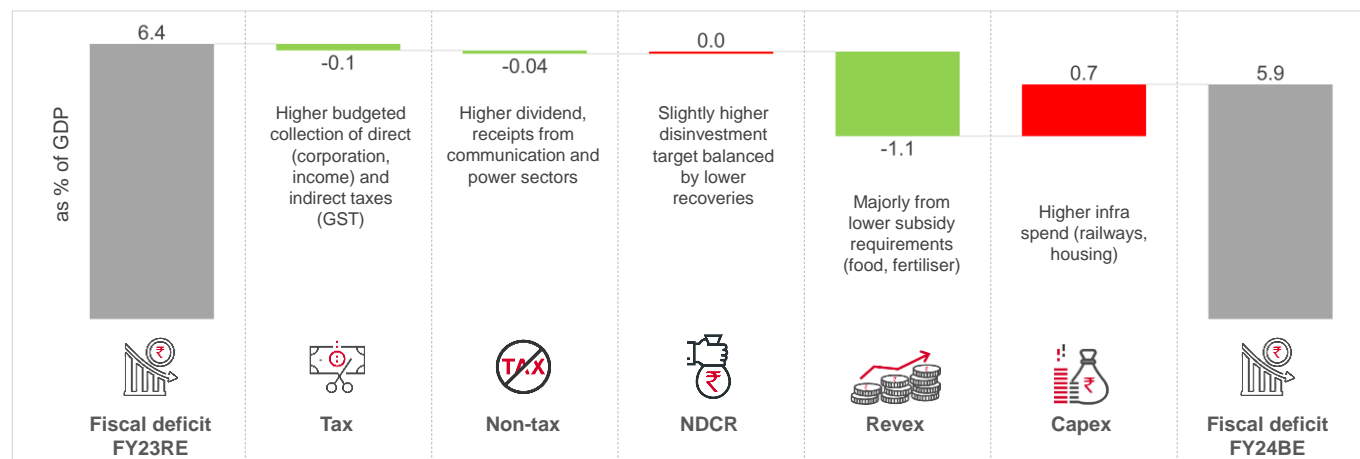 as % of GDP
6.4
-0.1
-0.04
0.0
-1.1
0.7
5.9
Higher budgeted
collection of direct
(corporation,
income) and
indirect taxes
(GST)
Higher dividend,
receipts from
communication and
power sectors
Slightly higher
disinvestment
target balanced
by lower
recoveries
Majorly from
lower subsidy
requirements
(food, fertiliser)
Higher infra
spend (railways,
housing)
₹
TAX
₹
₹
₹
Fiscal deficit
FY23RE
Tax
Non-tax
NDCR
Revex
Capex
Fiscal deficit
FY24BE